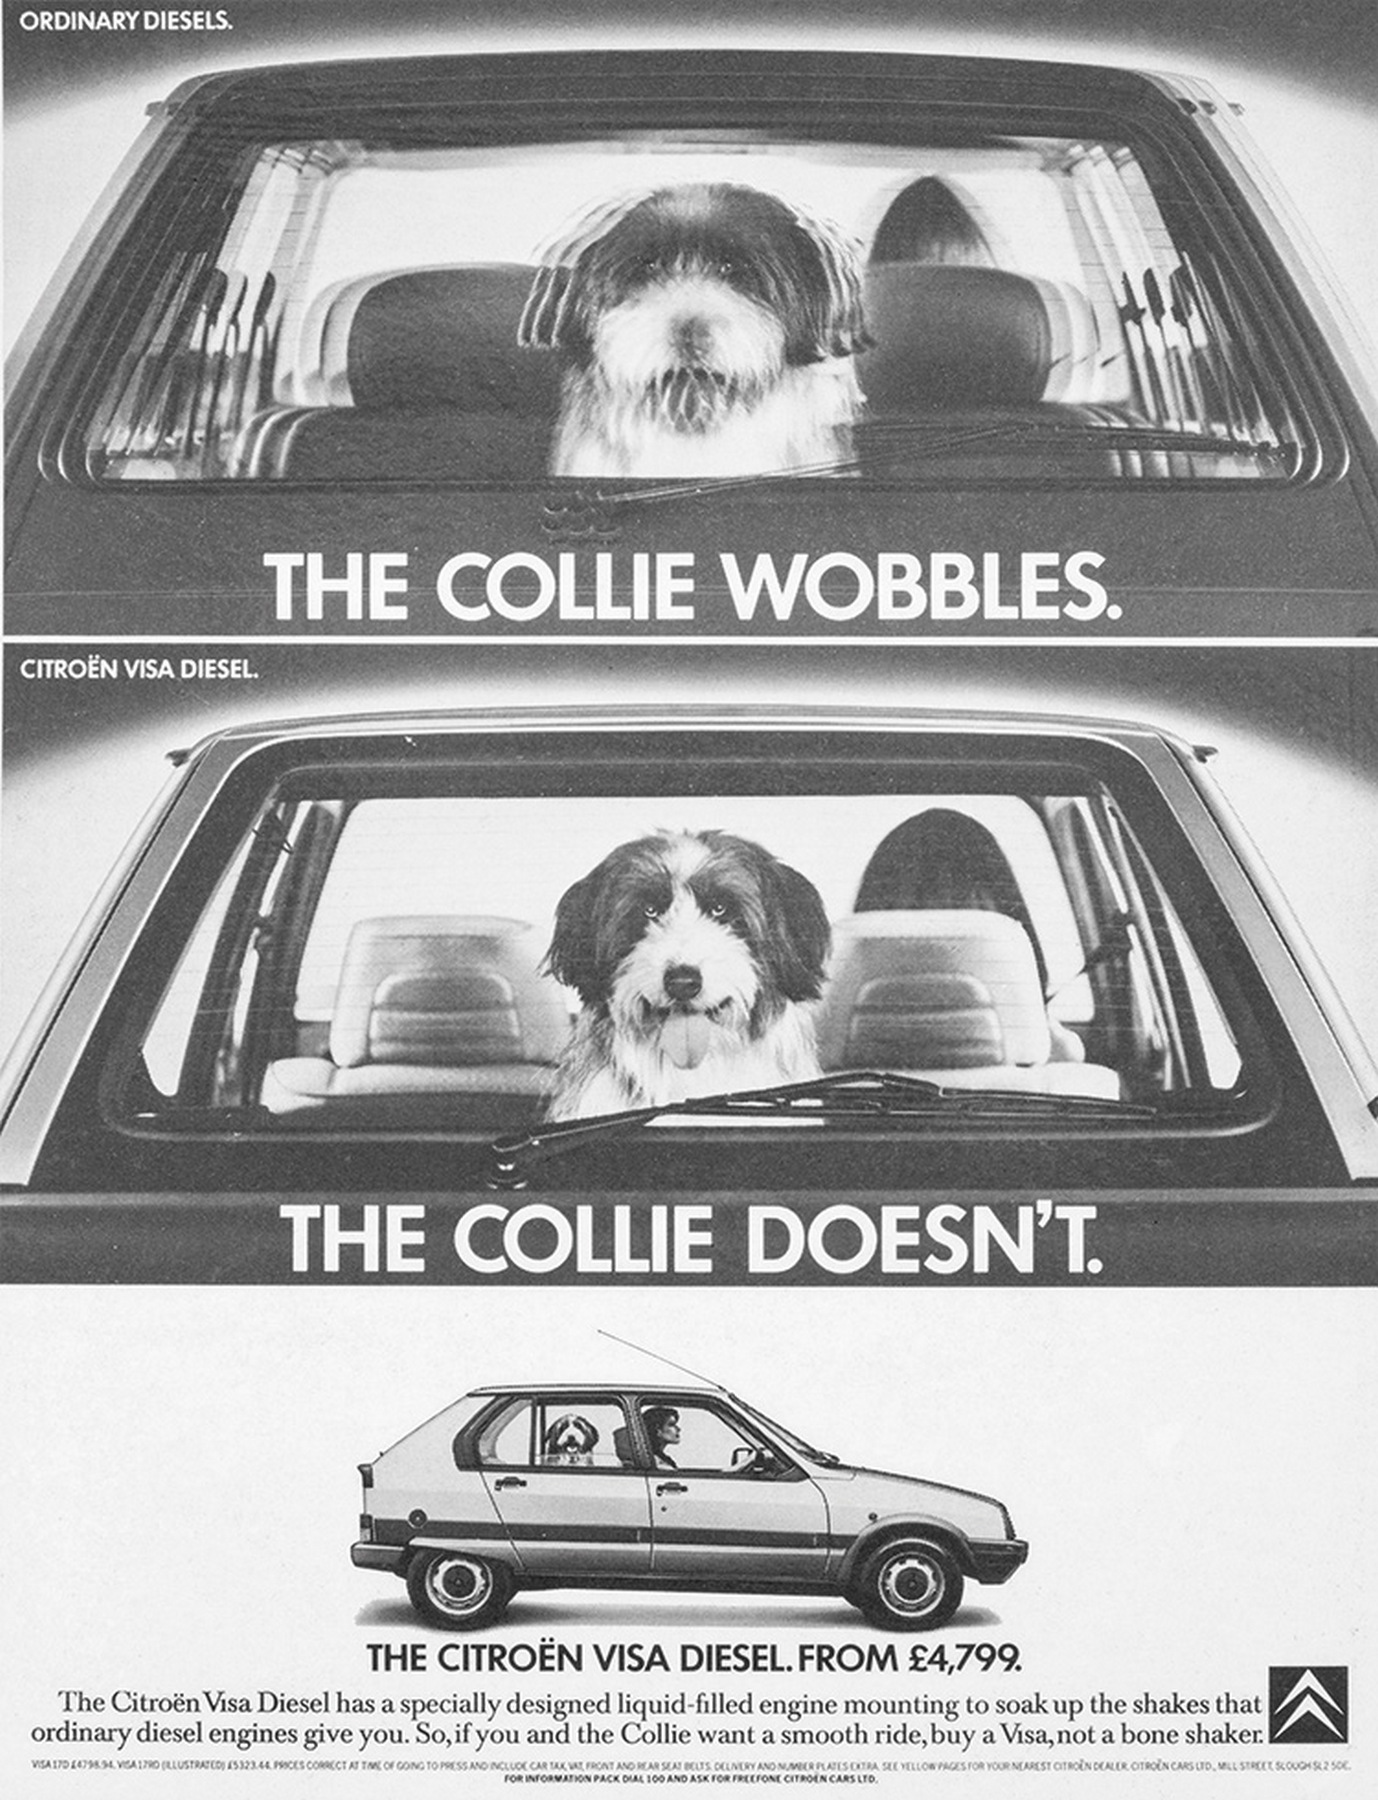 ORDINARY DIESELS.
THE COLLIE WOBBLES.
CITROËN VISA DIESEL.
THE COLLIE DOESN'T.
THE CITROËN VISA DIESEL. FROM £4,799.
The Citroën Visa Diesel has a specially designed liquid-filled engine mounting to soak up the shakes that
ordinary diesel engines give you. So, if you and the Collie want a smooth ride, buy a Visa, not a bone shaker.
VISA 17D £4798.94. VISA 17RD (ILLUSTRATED) £5323.44. PRICES CORRECT AT TIME OF GOING TO PRESS AND INCLUDE CAR TAX, VAT, FRONT AND REAR SEAT BELTS. DELIVERY AND NUMBER PLATES EXTRA. SEE YELLOW PAGES FOR YOUR NEAREST CITROËN DEALER. CITROËN CARS LTD., MILL STREET, SLOUGH SL2 5DE.
FOR INFORMATION PACK DIAL 100 AND ASK FOR FREEFONE CITROËN CARS LTD.